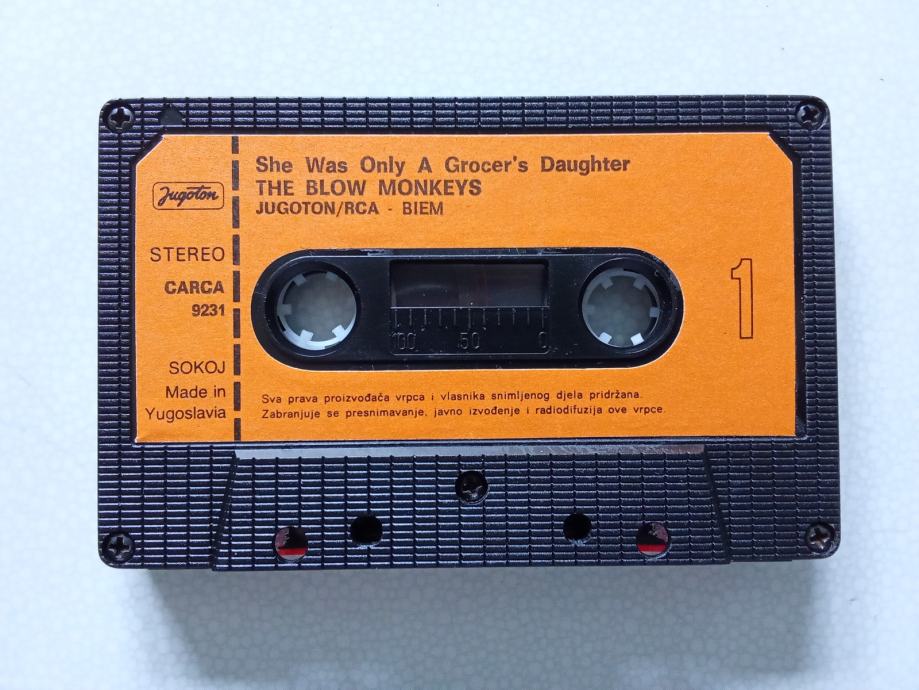 She Was Only A Grocer's Daughter
THE BLOW MONKEYS
JUGOTON/RCA - BIEM
Jugoton
STEREO
CARCA
9231
SOKOJ
Made in
Yugoslavia
100 50 0
1
Sva prava proizvođača vrpca i vlasnika snimljenog djela pridržana.
Zabranjuje se presnimavanje, javno izvođenje i radiodifuzija ove vrpce.